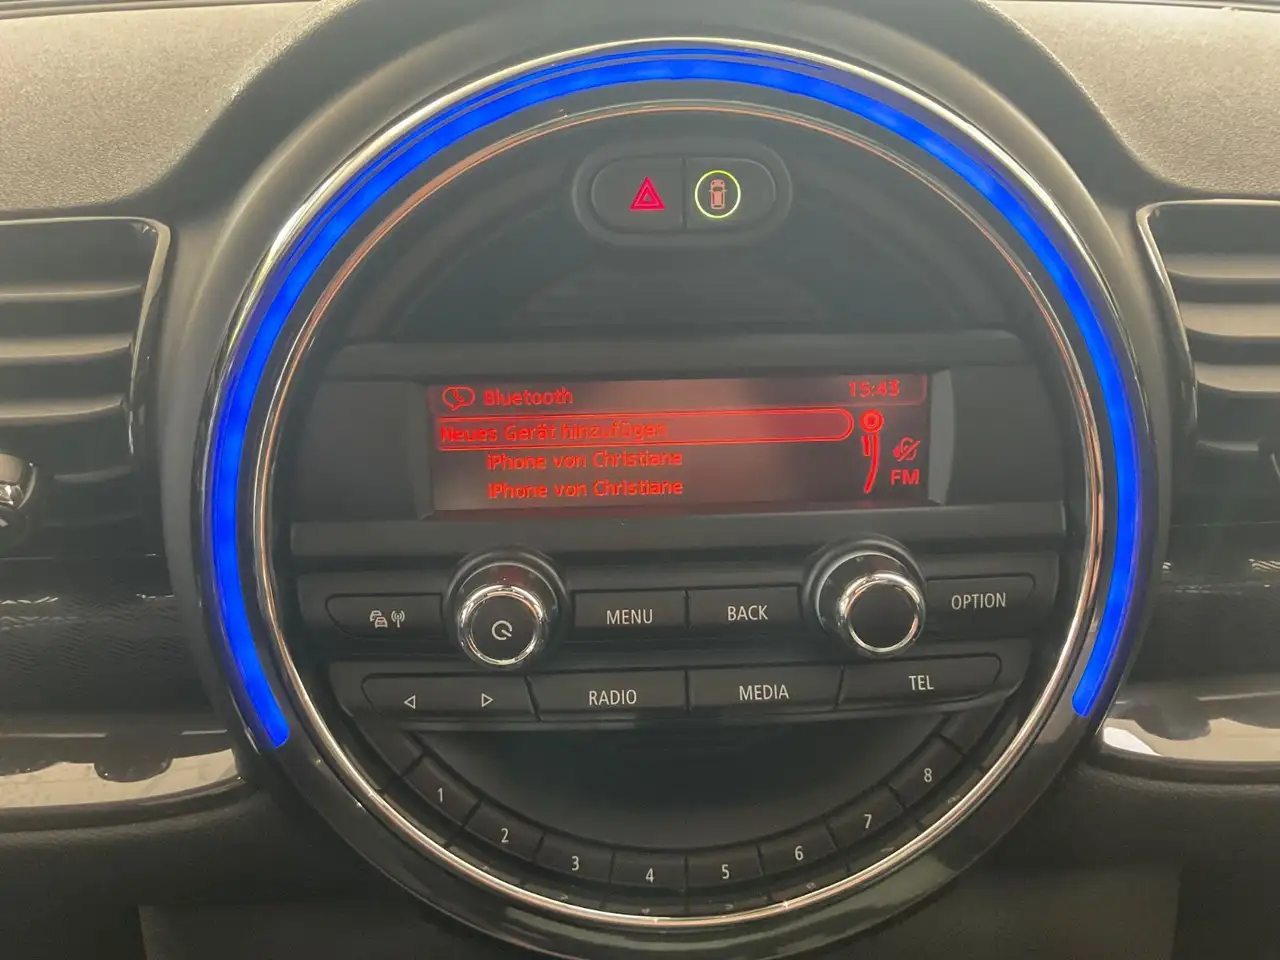 Bluetooth 15:43
Neues Gerät hinzufügen
iPhone von Christiane
iPhone von Christiane
FM
MENU BACK OPTION
RADIO MEDIA TEL
1 2 3 4 5 6 7 8